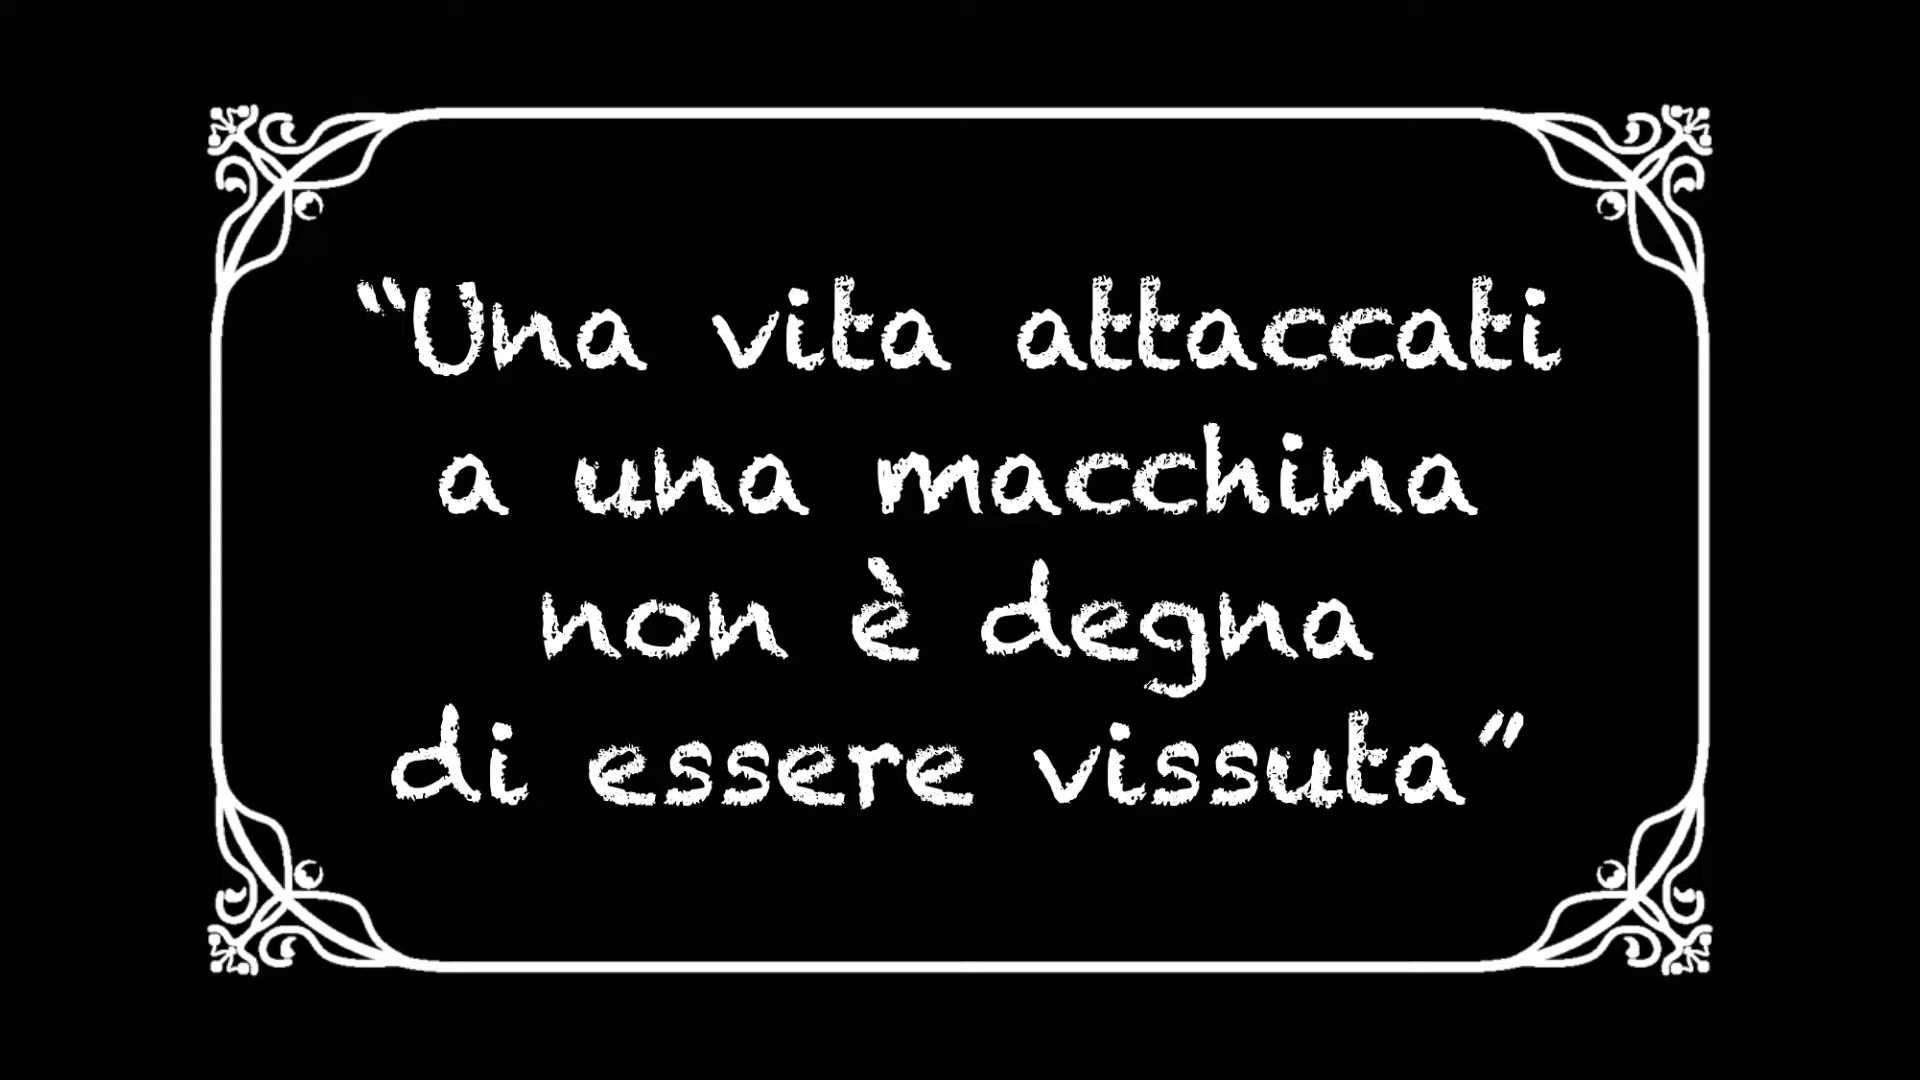 “Una vita attaccati
a una macchina
non è degna
di essere vissuta”